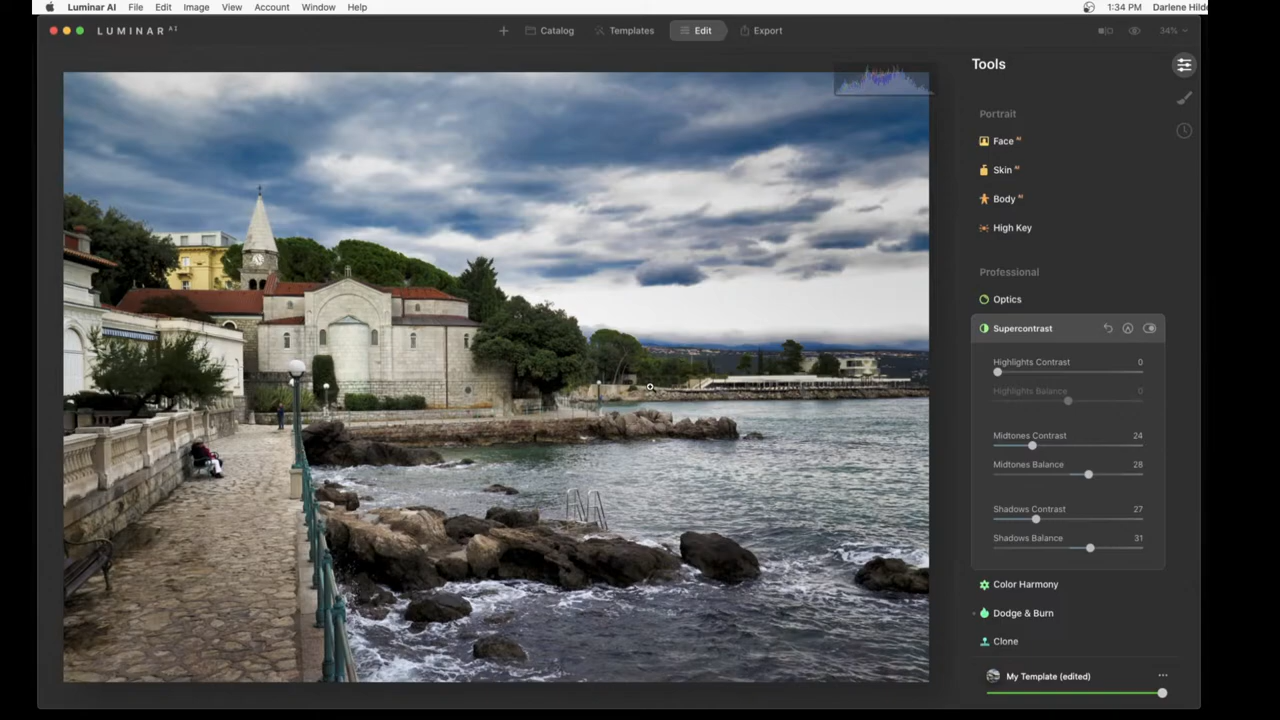 Luminar AI File Edit Image View Account Window Help 1:34 PM Darlene Hild
LUMINAR AI
Catalog Templates Edit Export 34%
Tools
Portrait
Face AI
Skin AI
Body AI
High Key
Professional
Optics
Supercontrast
Highlights Contrast 0
Highlights Balance 0
Midtones Contrast 24
Midtones Balance 28
Shadows Contrast 27
Shadows Balance 31
Color Harmony
Dodge & Burn
Clone
My Template (edited)